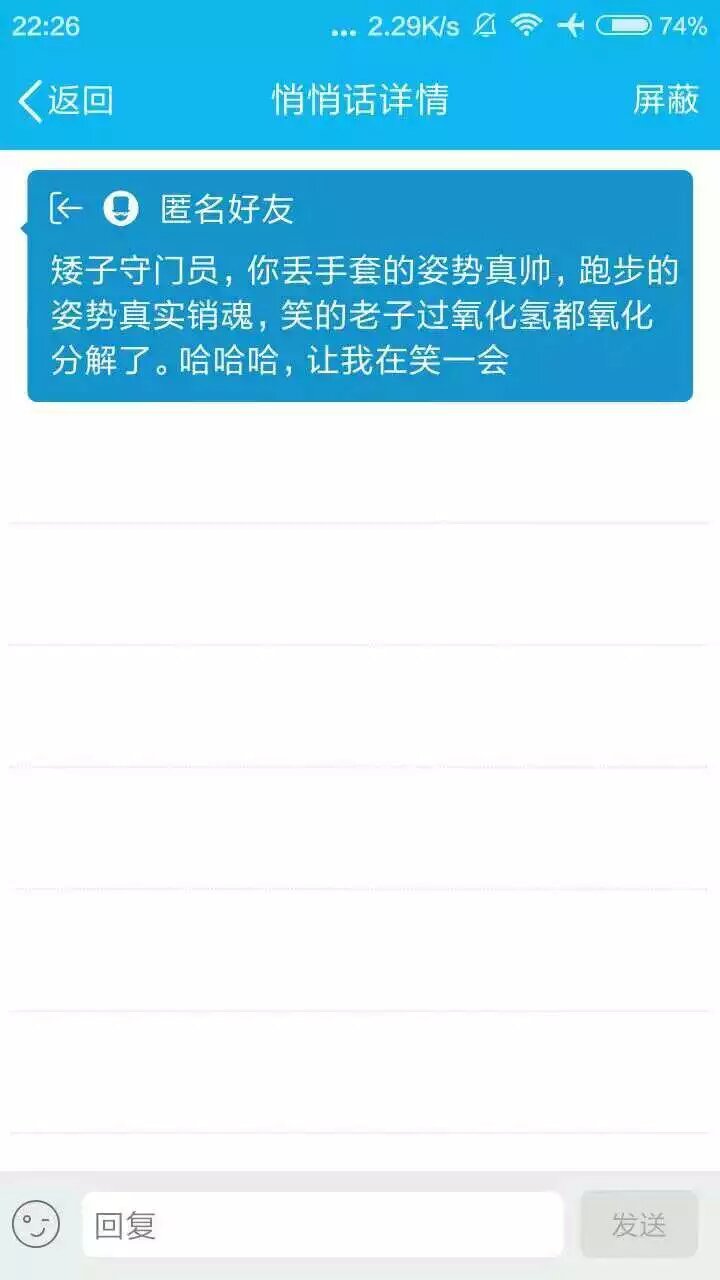 22:26 ... 2.29K/s 74%
返回 悄悄话详情 屏蔽
匿名好友
矮子守门员，你丢手套的姿势真帅，跑步的
姿势真实销魂，笑的老子过氧化氢都氧化
分解了。哈哈哈，让我在笑一会
回复 发送